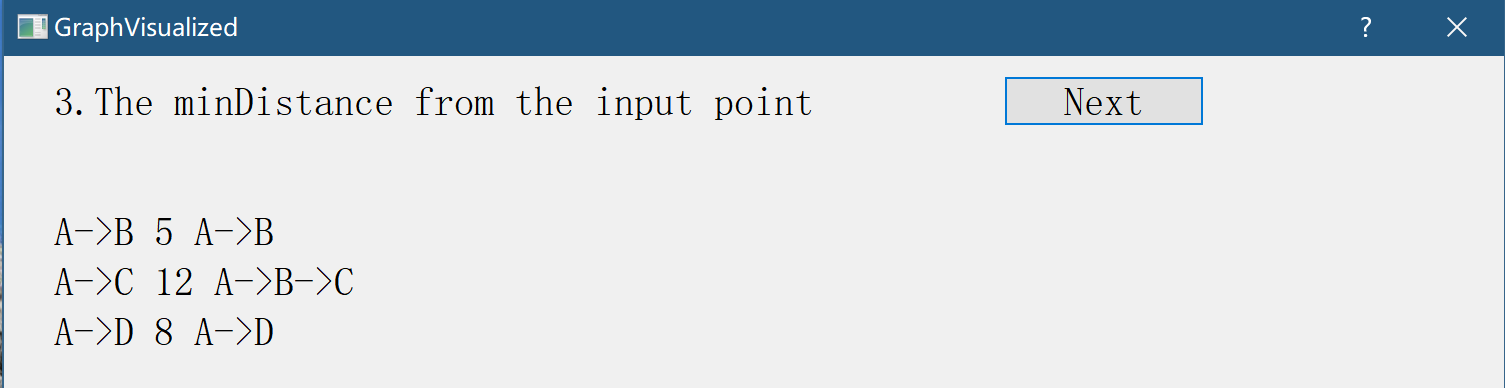 GraphVisualized
?
3.The minDistance from the input point
Next
A->B 5 A->B
A->C 12 A->B->C
A->D 8 A->D